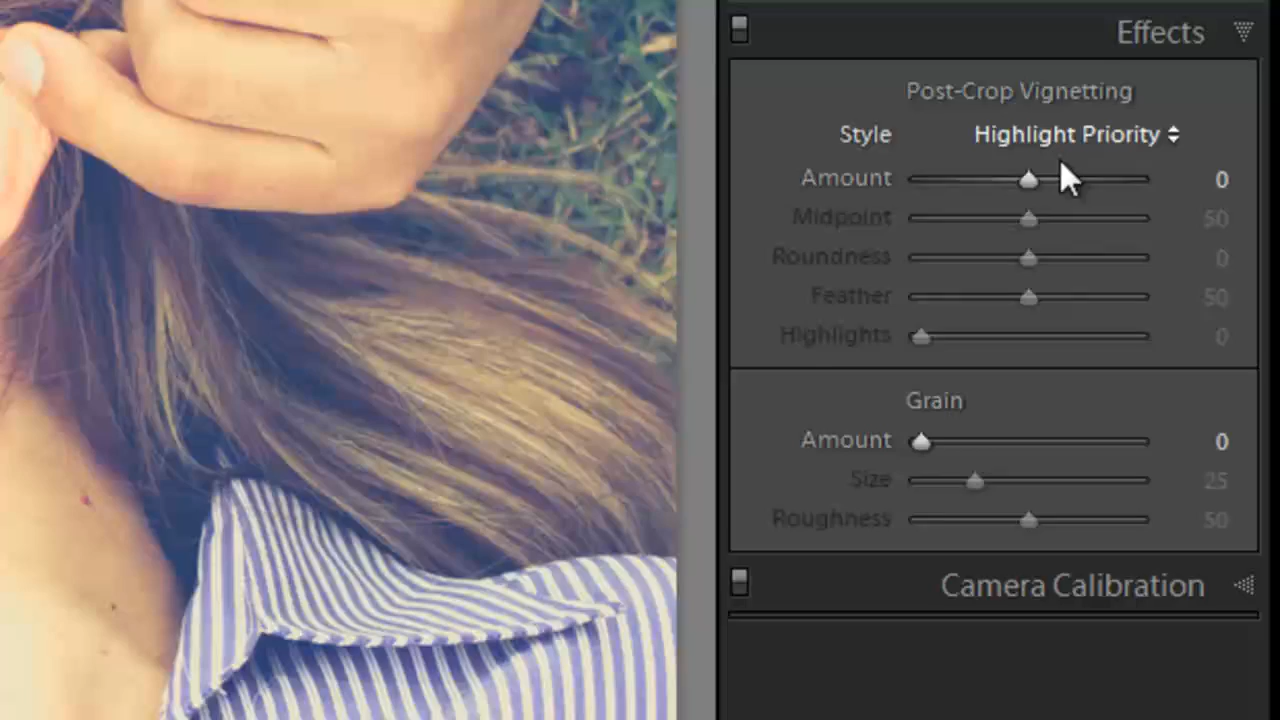 Effects
Post-Crop Vignetting
Style Highlight Priority
Amount 0
Midpoint 50
Roundness 0
Feather 50
Highlights 0
Grain
Amount 0
Size 25
Roughness 50
Camera Calibration